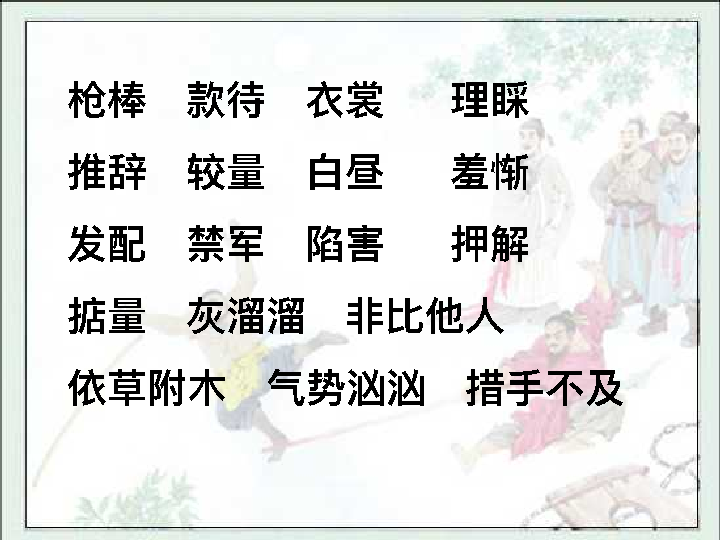 枪棒 款待 衣裳 理睬
推辞 较量 白昼 羞惭
发配 禁军 陷害 押解
掂量 灰溜溜 非比他人
依草附木 气势汹汹 措手不及